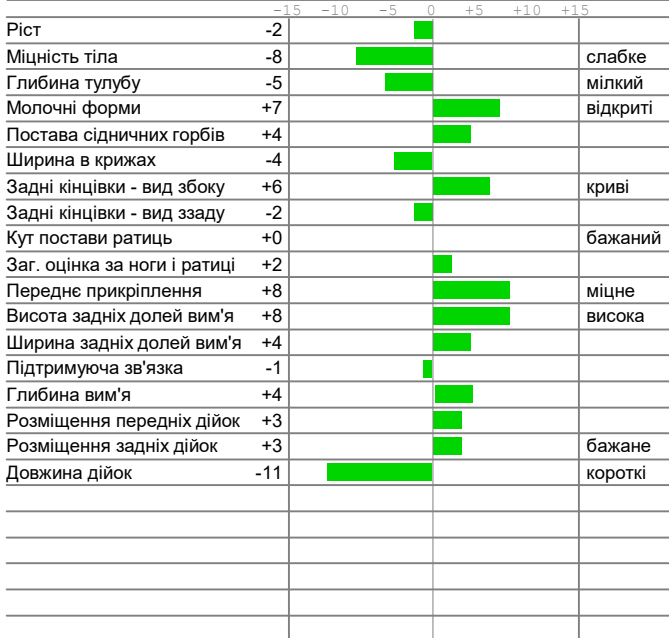 -15 -10 -5 0 +5 +10 +15
Ріст -2
Міцність тіла -8 слабке
Глибина тулубу -5 мілкий
Молочні форми +7 відкриті
Постава сідничних горбів +4
Ширина в крижах -4
Задні кінцівки - вид збоку +6 криві
Задні кінцівки - вид ззаду -2
Кут постави ратиць +0 бажаний
Заг. оцінка за ноги і ратиці +2
Переднє прикріплення +8 міцне
Висота задніх долей вим'я +8 висока
Ширина задніх долей вим'я +4
Підтримуюча зв'язка -1
Глибина вим'я +4
Розміщення передніх дійок +3
Розміщення задніх дійок +3 бажане
Довжина дійок -11 короткі